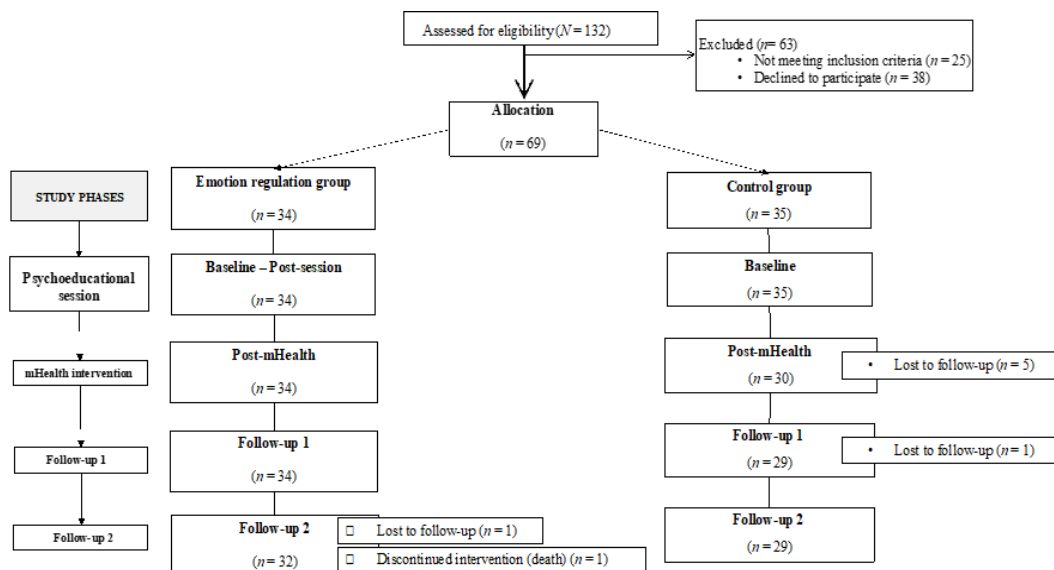 Assessed for eligibility (N = 132)
Excluded (n= 63)
• Not meeting inclusion criteria (n = 25)
• Declined to participate (n = 38)
Allocation
(n = 69)
STUDY PHASES
Emotion regulation group
(n = 34)
Control group
(n = 35)
Psychoeducational
session
Baseline – Post-session
(n = 34)
Baseline
(n = 35)
mHealth intervention
Post-mHealth
(n = 34)
Post-mHealth
(n = 30)
• Lost to follow-up (n = 5)
Follow-up 1
Follow-up 1
(n = 34)
Follow-up 1
(n = 29)
• Lost to follow-up (n = 1)
Follow-up 2
Follow-up 2
(n = 32)
□ Lost to follow-up (n = 1)
□ Discontinued intervention (death) (n = 1)
Follow-up 2
(n = 29)